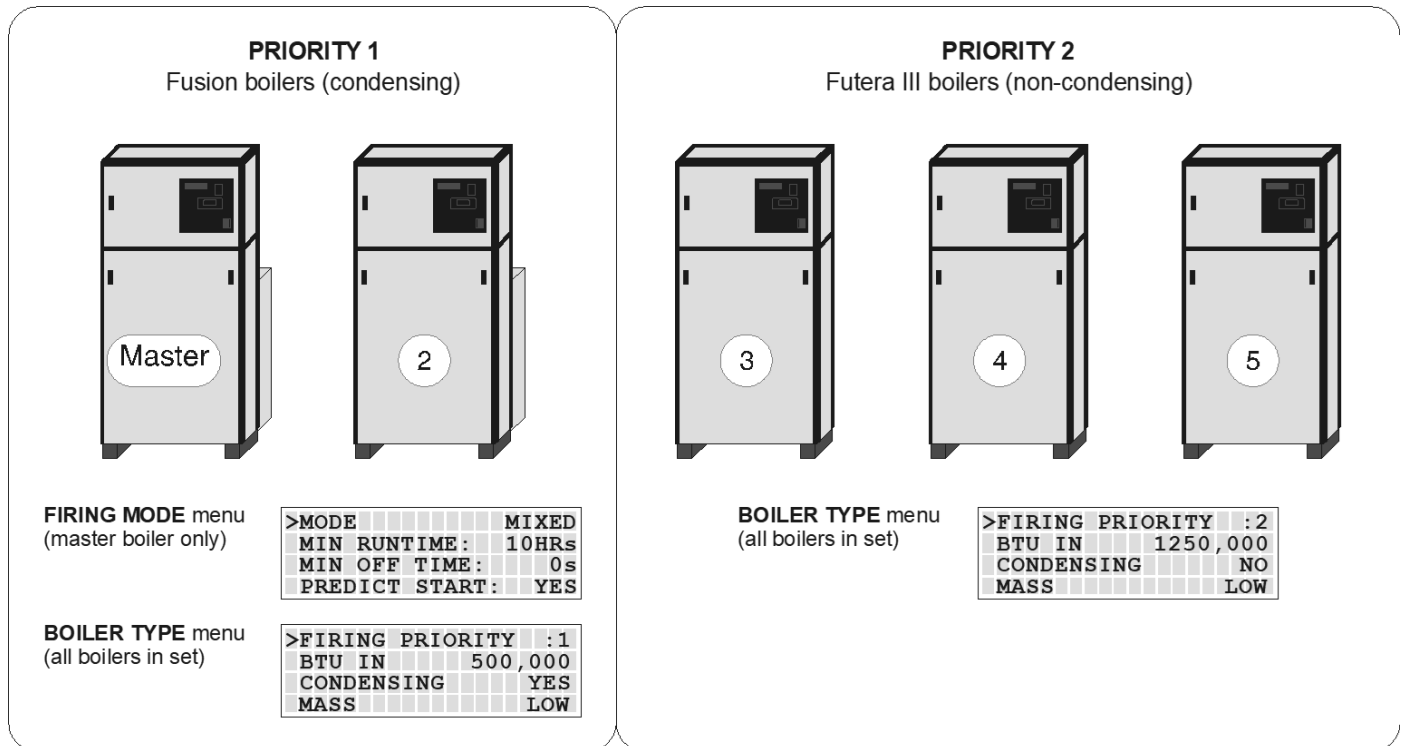 PRIORITY 1
Fusion boilers (condensing)
Master
2
FIRING MODE menu
(master boiler only)
>MODE MIXED
MIN RUNTIME: 10HRs
MIN OFF TIME: 0s
PREDICT START: YES
BOILER TYPE menu
(all boilers in set)
>FIRING PRIORITY :1
BTU IN 500,000
CONDENSING YES
MASS LOW
PRIORITY 2
Futera III boilers (non-condensing)
3
4
5
BOILER TYPE menu
(all boilers in set)
>FIRING PRIORITY :2
BTU IN 1250,000
CONDENSING NO
MASS LOW